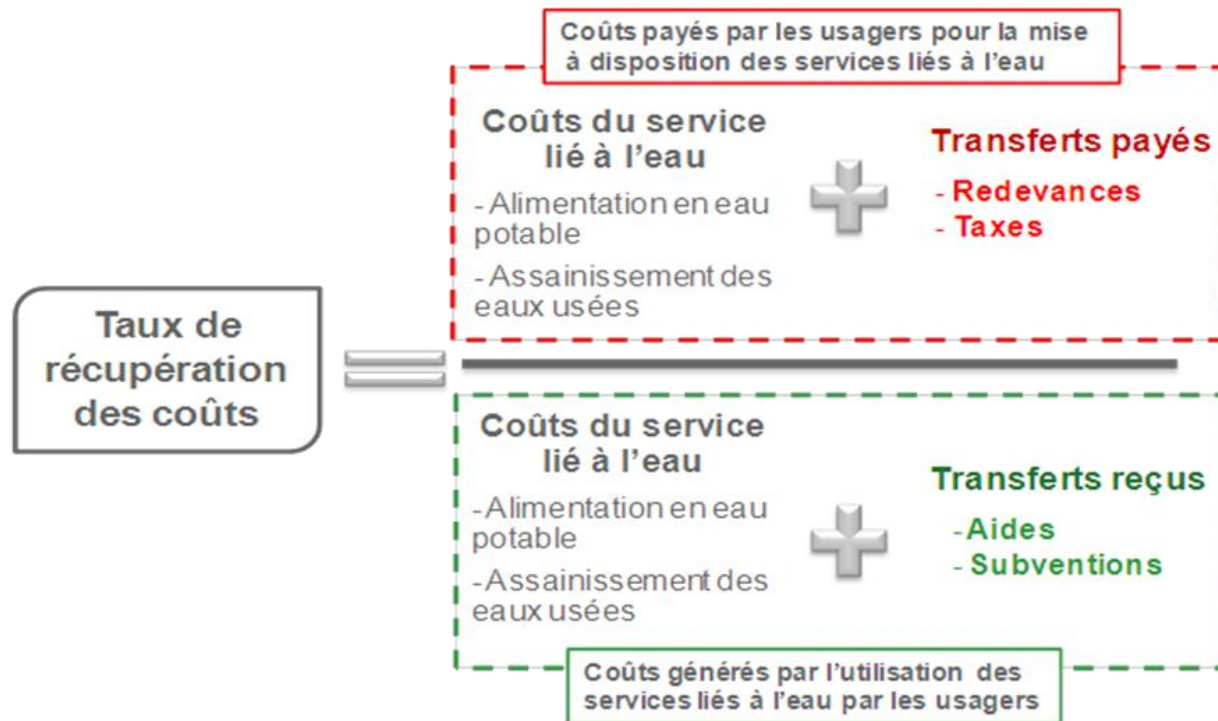 Coûts payés par les usagers pour la mise
à disposition des services liés à l'eau
Coûts du service
lié à l'eau
- Alimentation en eau
potable
- Assainissement des
eaux usées
Transferts payés
- Redevances
- Taxes
Taux de
récupération
des coûts
Coûts du service
lié à l'eau
- Alimentation en eau
potable
- Assainissement des
eaux usées
Transferts reçus
- Aides
- Subventions
Coûts générés par l'utilisation des
services liés à l'eau par les usagers